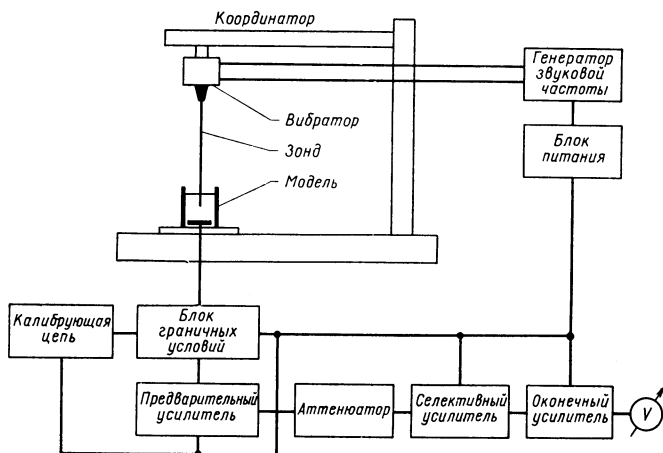 Координатор
Генератор
звуковой
частоты
Вибратор
Зонд
Блок
питания
Модель
Калибрующая
цепь
Блок
граничных
условий
Предварительный
усилитель
Аттенюатор
Селективный
усилитель
Оконечный
усилитель
V